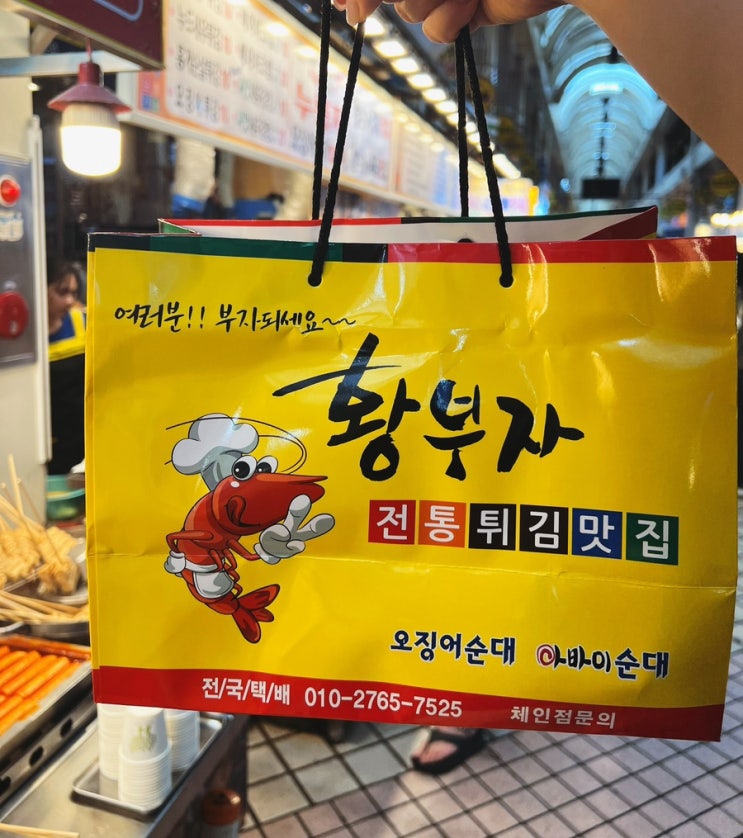 여러분!! 부자되세요~~
황부자
전통튀김맛집
오징어순대 아바이순대
전/국/택/배 010-2765-7525 체인점문의